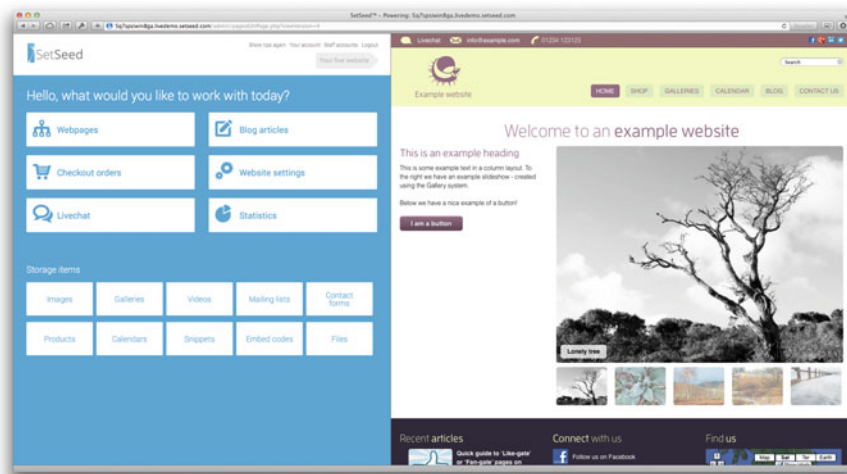 SetSeed™ – Powering: 5q7spsiwin8ga.livedemo.setseed.com
SetSeed
Show tips again Your account Staff accounts Logout
Your live website
Hello, what would you like to work with today?
Webpages
Blog articles
Checkout orders
Website settings
Livechat
Statistics
Storage items
Images
Galleries
Videos
Mailing lists
Contact
forms
Products
Calendars
Snippets
Embed codes
Files
Livechat
info@example.com
01234 123123
Search
Example website
HOME
SHOP
GALLERIES
CALENDAR
BLOG
CONTACT US
Welcome to an example website
This is an example heading
This is some example text in a column layout. To
the right we have an example slideshow - created
using the Gallery system.
Below we have a nice example of a button!
I am a button
Lonely tree
Recent articles
Quick guide to 'Like-gate'
or 'Fan-gate' pages on
Connect with us
Follow us on Facebook
Find us
Map
Sat
Ter
Earth